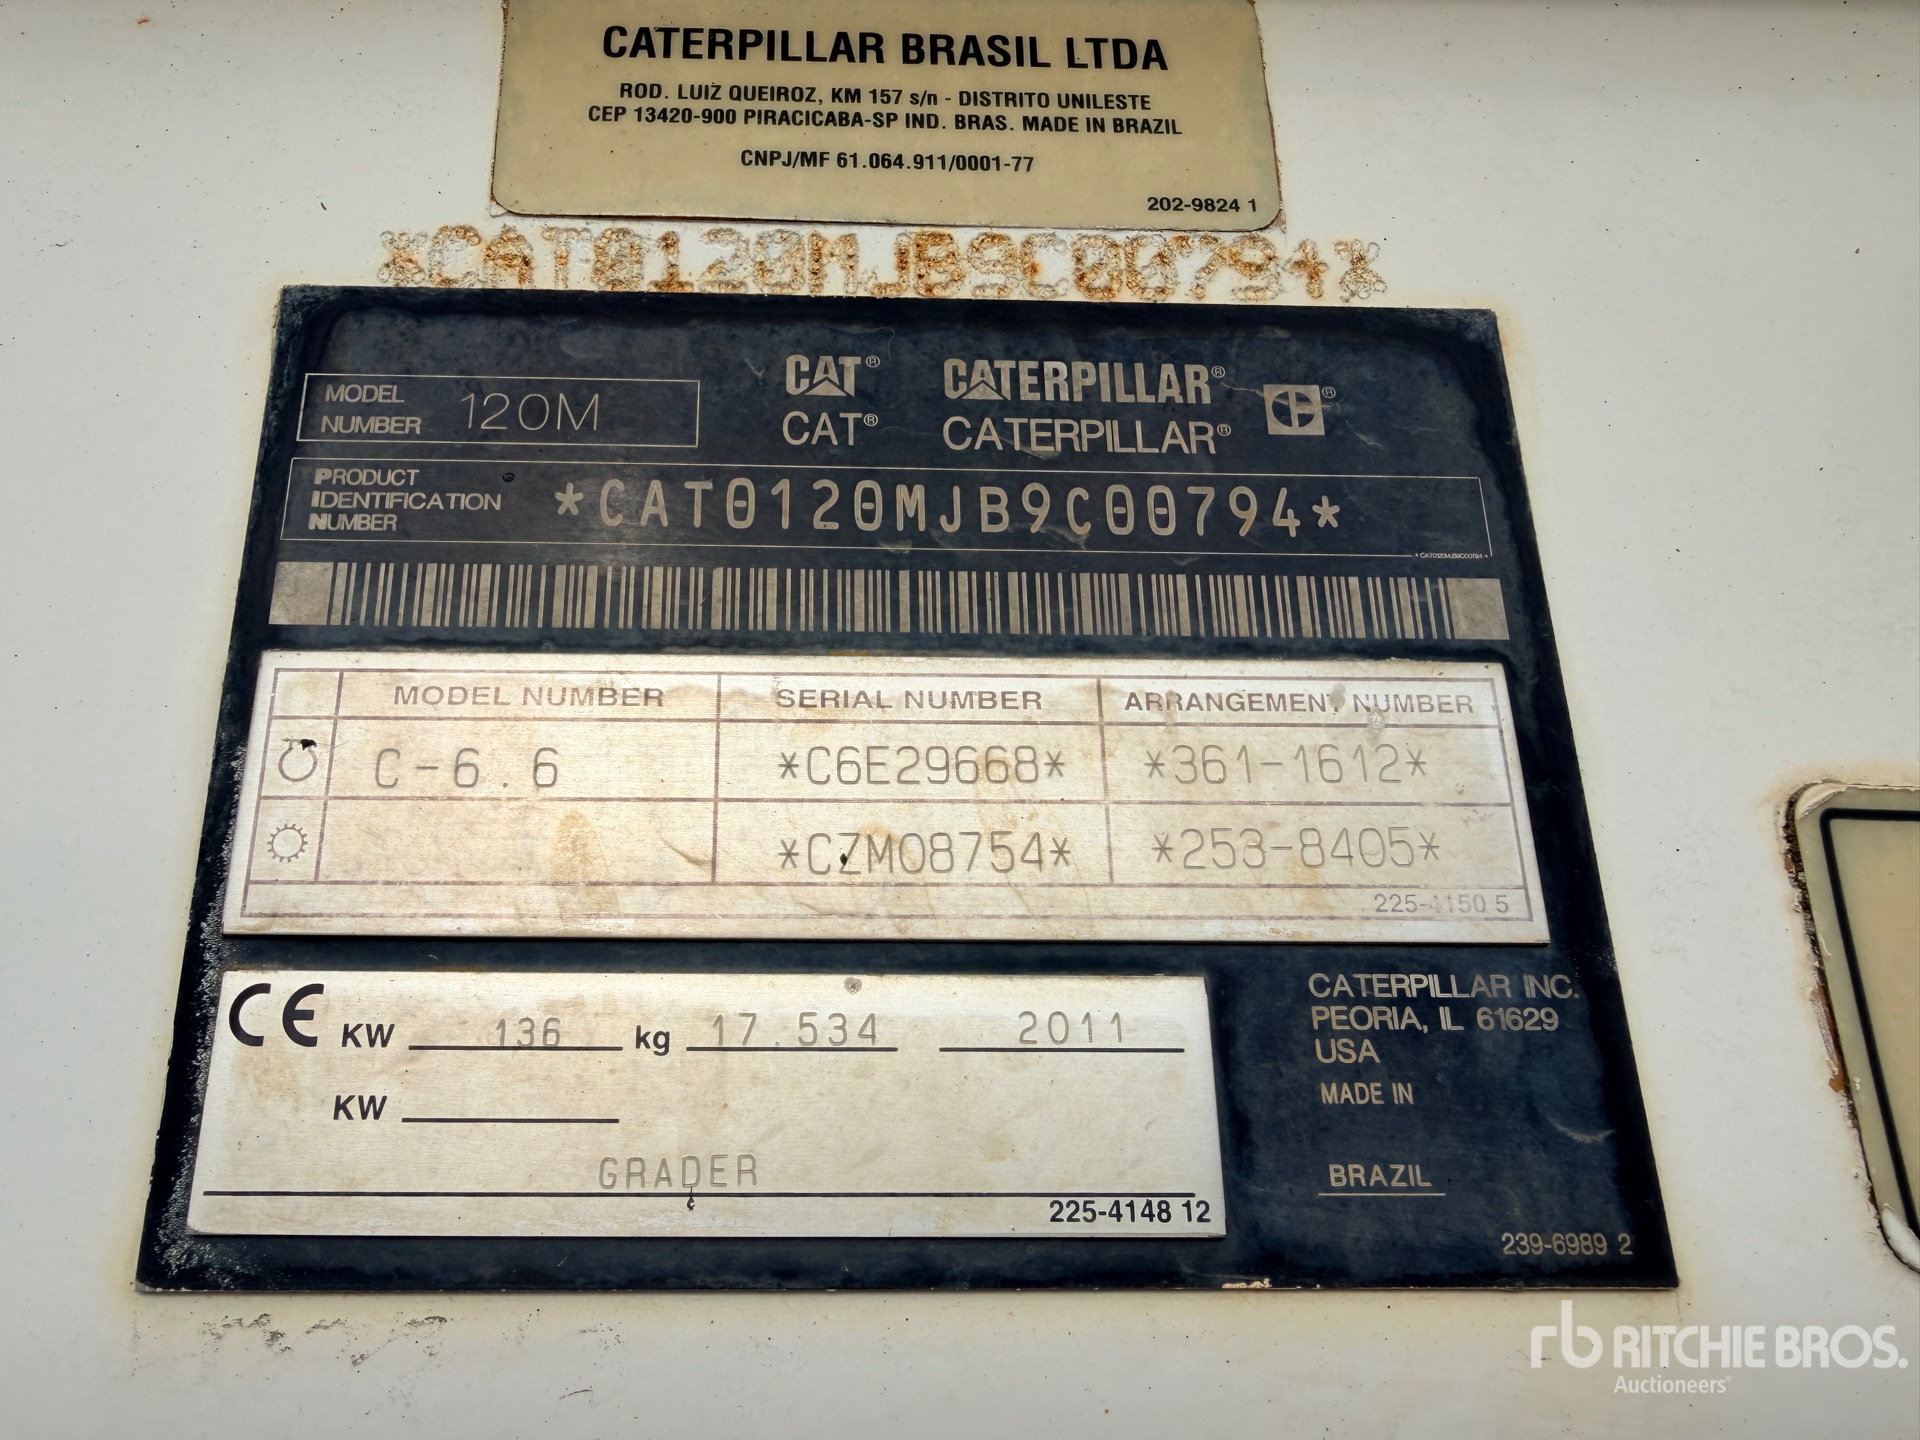 CATERPILLAR BRASIL LTDA
ROD. LUIZ QUEIROZ, KM 157 s/n - DISTRITO UNILESTE
CEP 13420-900 PIRACICABA-SP IND. BRAS. MADE IN BRAZIL
CNPJ/MF 61.064.911/0001-77
202-9824 1
*CAT0120MJB9C00794*
MODEL NUMBER 120M
CAT® CATERPILLAR® ®
CAT® CATERPILLAR®
PRODUCT IDENTIFICATION NUMBER *CAT0120MJB9C00794*
*CAT0120MJB9C00794*
MODEL NUMBER SERIAL NUMBER ARRANGEMENT NUMBER
C-6.6 *C6E29668* *361-1612*
*CZM08754* *253-8405*
225-4150 5
CE KW 136 kg 17.534 2011
KW
GRADER
225-4148 12
CATERPILLAR INC.
PEORIA, IL 61629
USA
MADE IN
BRAZIL
239-6989 2
rb RITCHIE BROS.
Auctioneers